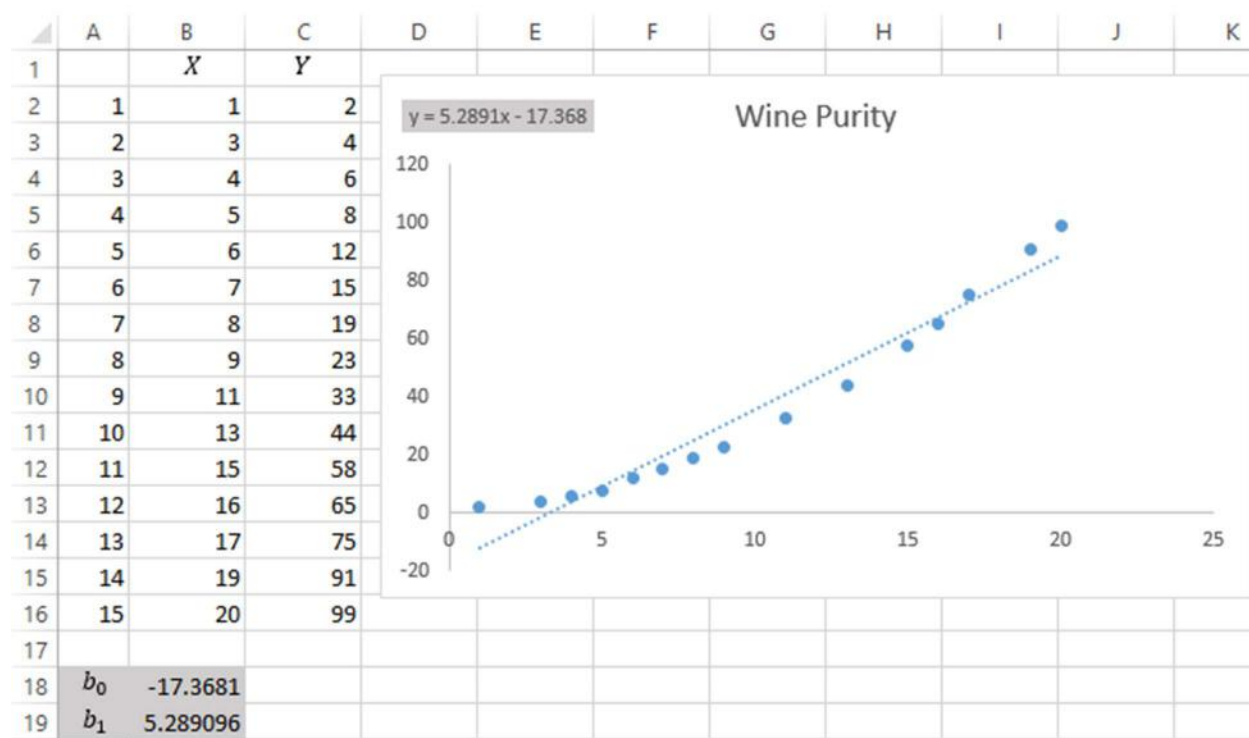 A B C D E F G H I J K
1 X Y
2 1 1 2
3 2 3 4
4 3 4 6
5 4 5 8
6 5 6 12
7 6 7 15
8 7 8 19
9 8 9 23
10 9 11 33
11 10 13 44
12 11 15 58
13 12 16 65
14 13 17 75
15 14 19 91
16 15 20 99
17
18 b₀ -17.3681
19 b₁ 5.289096
y = 5.2891x - 17.368
Wine Purity
120
100
80
60
40
20
0
-20
0 5 10 15 20 25